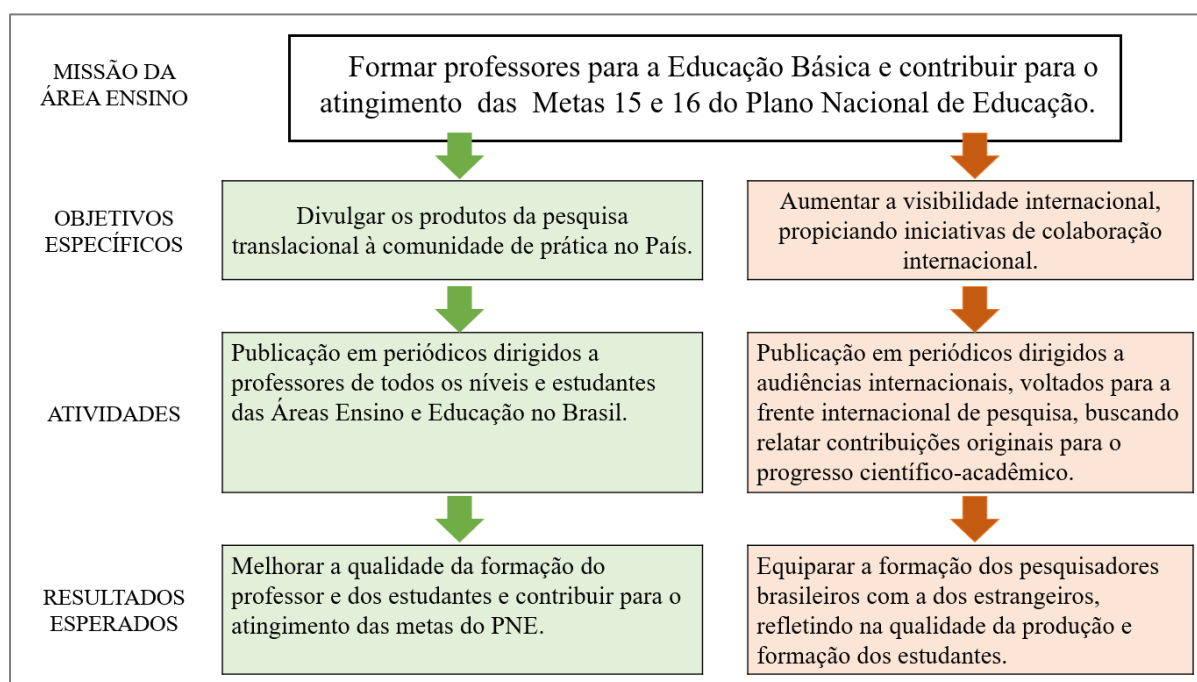 MISSÃO DA
ÁREA ENSINO
Formar professores para a Educação Básica e contribuir para o
atingimento das Metas 15 e 16 do Plano Nacional de Educação.
OBJETIVOS
ESPECÍFICOS
Divulgar os produtos da pesquisa
translacional à comunidade de prática no País.
Aumentar a visibilidade internacional,
propiciando iniciativas de colaboração
internacional.
ATIVIDADES
Publicação em periódicos dirigidos a
professores de todos os níveis e estudantes
das Áreas Ensino e Educação no Brasil.
Publicação em periódicos dirigidos a
audiências internacionais, voltados para a
frente internacional de pesquisa, buscando
relatar contribuições originais para o
progresso científico-acadêmico.
RESULTADOS
ESPERADOS
Melhorar a qualidade da formação do
professor e dos estudantes e contribuir para o
atingimento das metas do PNE.
Equiparar a formação dos pesquisadores
brasileiros com a dos estrangeiros,
refletindo na qualidade da produção e
formação dos estudantes.